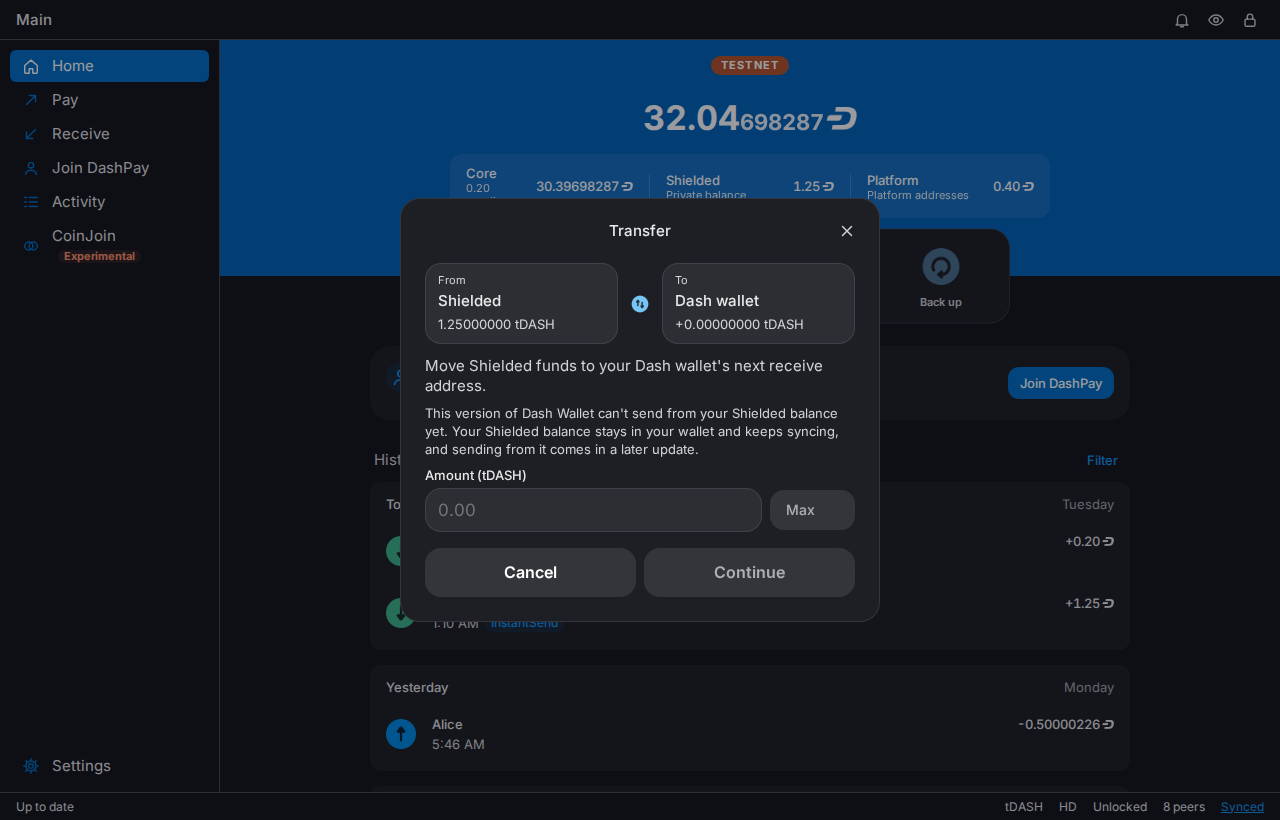 Main
Home
Pay
Receive
Join DashPay
Activity
CoinJoin
Experimental
Settings
TESTNET
32.04698287
Core
0.20
30.39698287
Shielded
Private balance
1.25
Platform
Platform addresses
0.40
Back up
Join DashPay
Transfer
From
Shielded
1.25000000 tDASH
To
Dash wallet
+0.00000000 tDASH
Move Shielded funds to your Dash wallet's next receive
address.
This version of Dash Wallet can't send from your Shielded balance
yet. Your Shielded balance stays in your wallet and keeps syncing,
and sending from it comes in a later update.
Amount (tDASH)
0.00
Max
Cancel
Continue
Filter
Tuesday
+0.20
+1.25
1:10 AM InstantSend
Yesterday
Monday
Alice
-0.50000226
5:46 AM
Up to date
tDASH
HD
Unlocked
8 peers
Synced